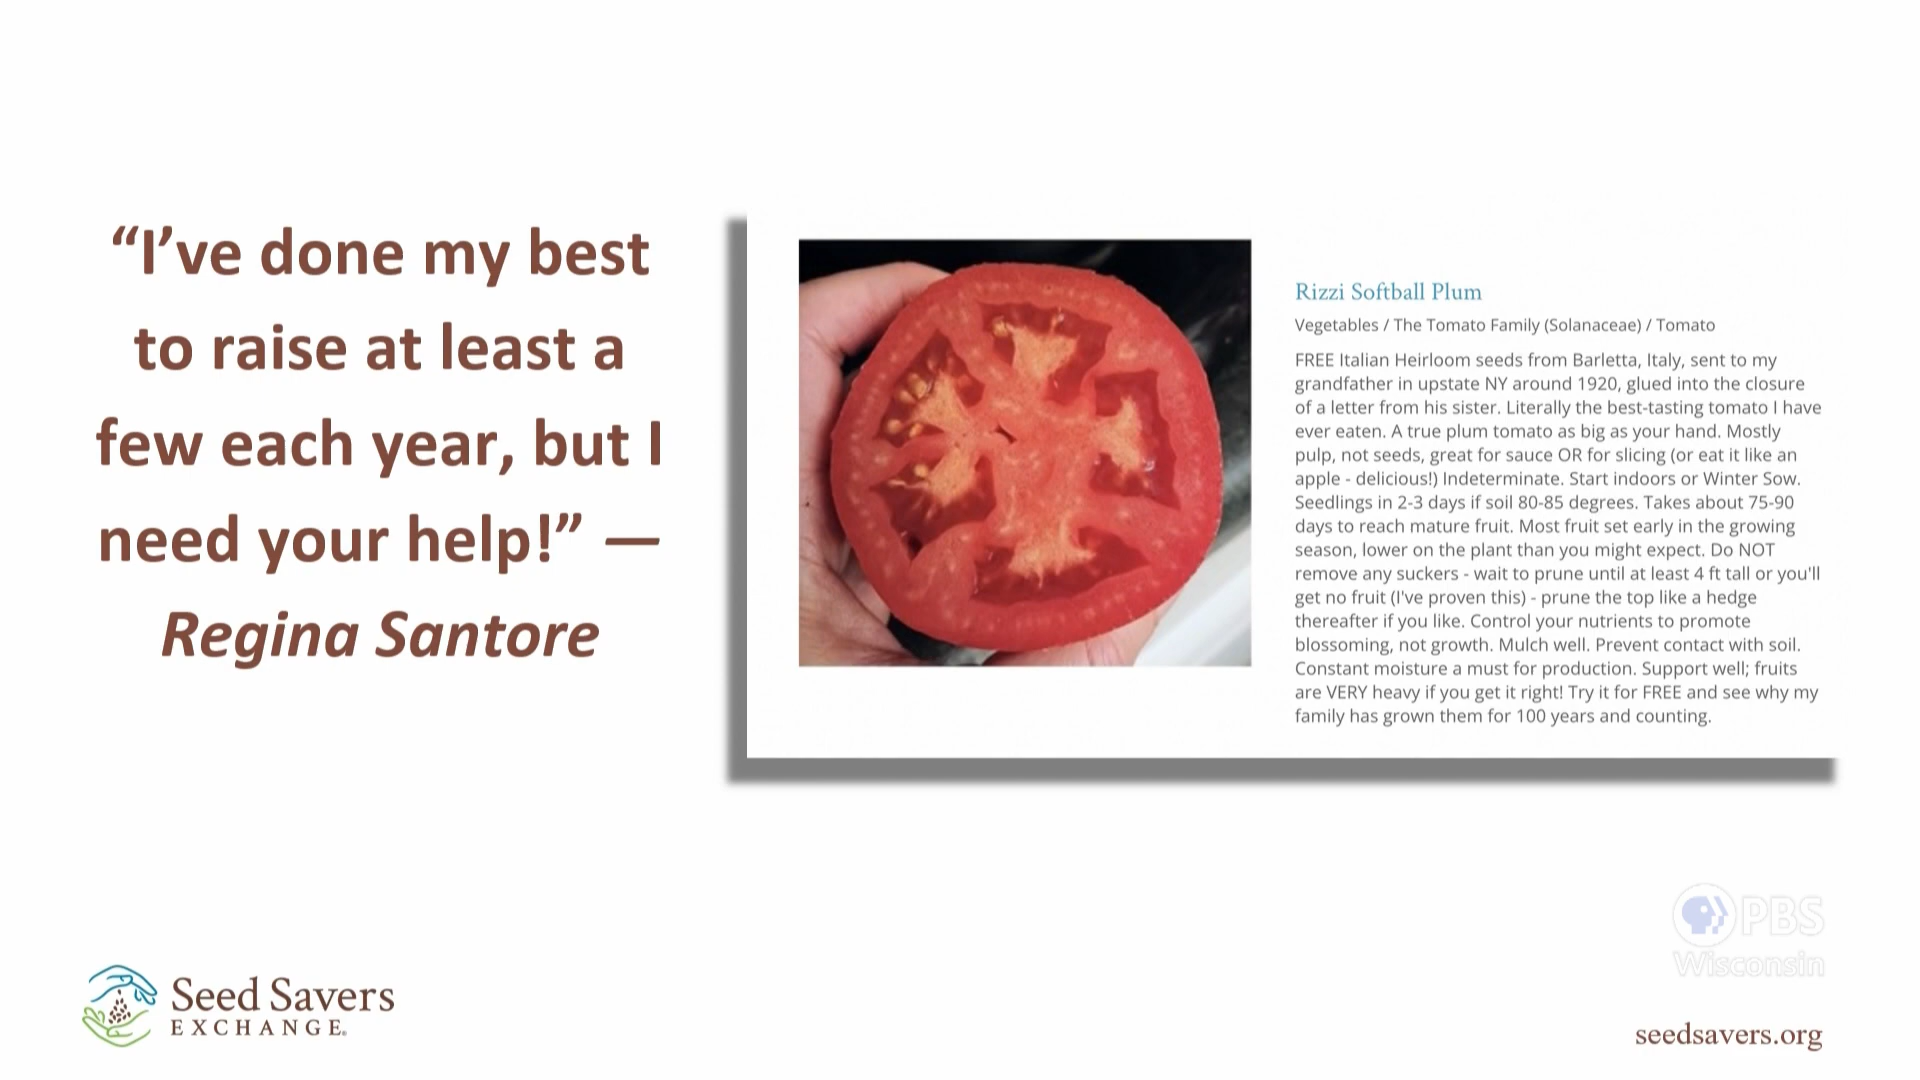 “I’ve done my best
to raise at least a
few each year, but I
need your help!” —
Regina Santore
Rizzi Softball Plum
Vegetables / The Tomato Family (Solanaceae) / Tomato
FREE Italian Heirloom seeds from Barletta, Italy, sent to my
grandfather in upstate NY around 1920, glued into the closure
of a letter from his sister. Literally the best-tasting tomato I have
ever eaten. A true plum tomato as big as your hand. Mostly
pulp, not seeds, great for sauce OR for slicing (or eat it like an
apple - delicious!) Indeterminate. Start indoors or Winter Sow.
Seedlings in 2-3 days if soil 80-85 degrees. Takes about 75-90
days to reach mature fruit. Most fruit set early in the growing
season, lower on the plant than you might expect. Do NOT
remove any suckers - wait to prune until at least 4 ft tall or you'll
get no fruit (I've proven this) - prune the top like a hedge
thereafter if you like. Control your nutrients to promote
blossoming, not growth. Mulch well. Prevent contact with soil.
Constant moisture a must for production. Support well; fruits
are VERY heavy if you get it right! Try it for FREE and see why my
family has grown them for 100 years and counting.
PBS
Wisconsin
Seed Savers
EXCHANGE.
seedsavers.org